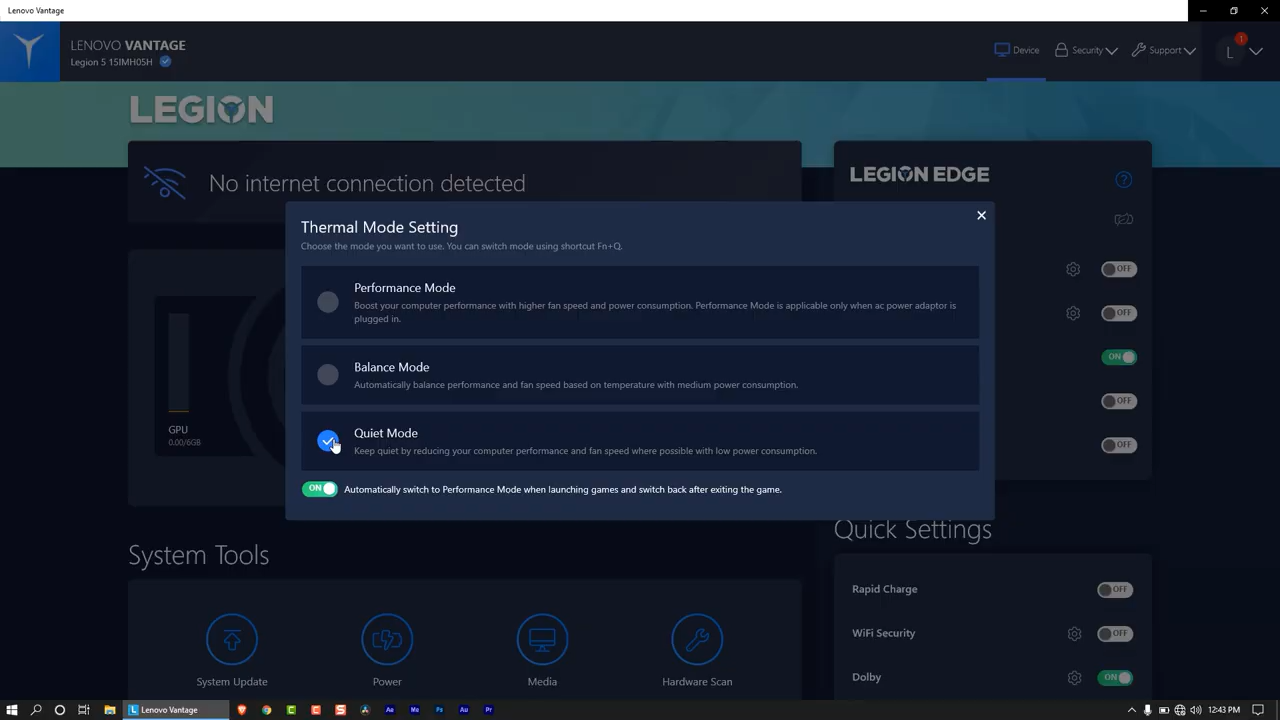 Lenovo Vantage
LENOVO VANTAGE
Legion 5 15IMH05H
Device
Security
Support
L
1
LEGION
No internet connection detected
LEGION EDGE
Thermal Mode Setting
Choose the mode you want to use. You can switch mode using shortcut Fn+Q.
Performance Mode
Boost your computer performance with higher fan speed and power consumption. Performance Mode is applicable only when ac power adaptor is
plugged in.
Balance Mode
Automatically balance performance and fan speed based on temperature with medium power consumption.
Quiet Mode
Keep quiet by reducing your computer performance and fan speed where possible with low power consumption.
ON
Automatically switch to Performance Mode when launching games and switch back after exiting the game.
OFF
OFF
ON
OFF
OFF
GPU
0.00/6GB
System Tools
System Update
Power
Media
Hardware Scan
Quick Settings
Rapid Charge
OFF
WiFi Security
OFF
Dolby
ON
Lenovo Vantage
Ae
Me
Ps
Au
Pr
12:43 PM